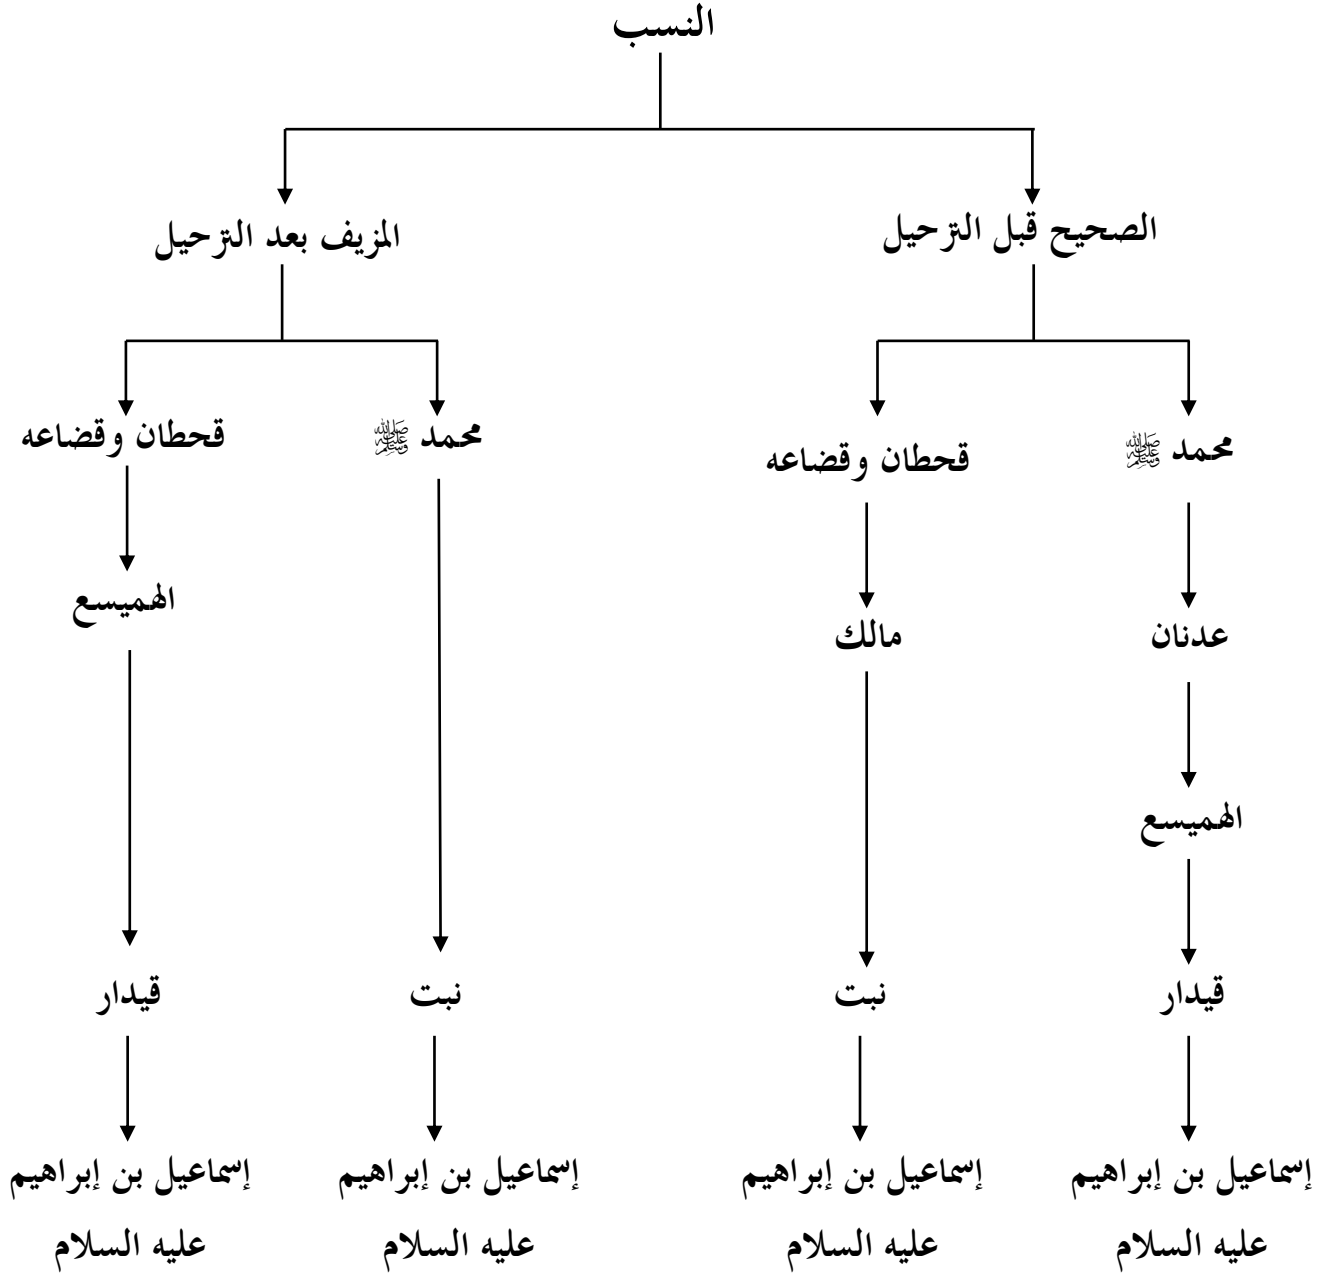 النسب
الصحيح قبل الترحيل
المزيف بعد الترحيل
محمد ﷺ
قحطان وقضاعه
محمد ﷺ
قحطان وقضاعه
عدنان
مالك
الهميسع
الهميسع
قيدار
نبت
نبت
قيدار
إسماعيل بن إبراهيم
عليه السلام
إسماعيل بن إبراهيم
عليه السلام
إسماعيل بن إبراهيم
عليه السلام
إسماعيل بن إبراهيم
عليه السلام